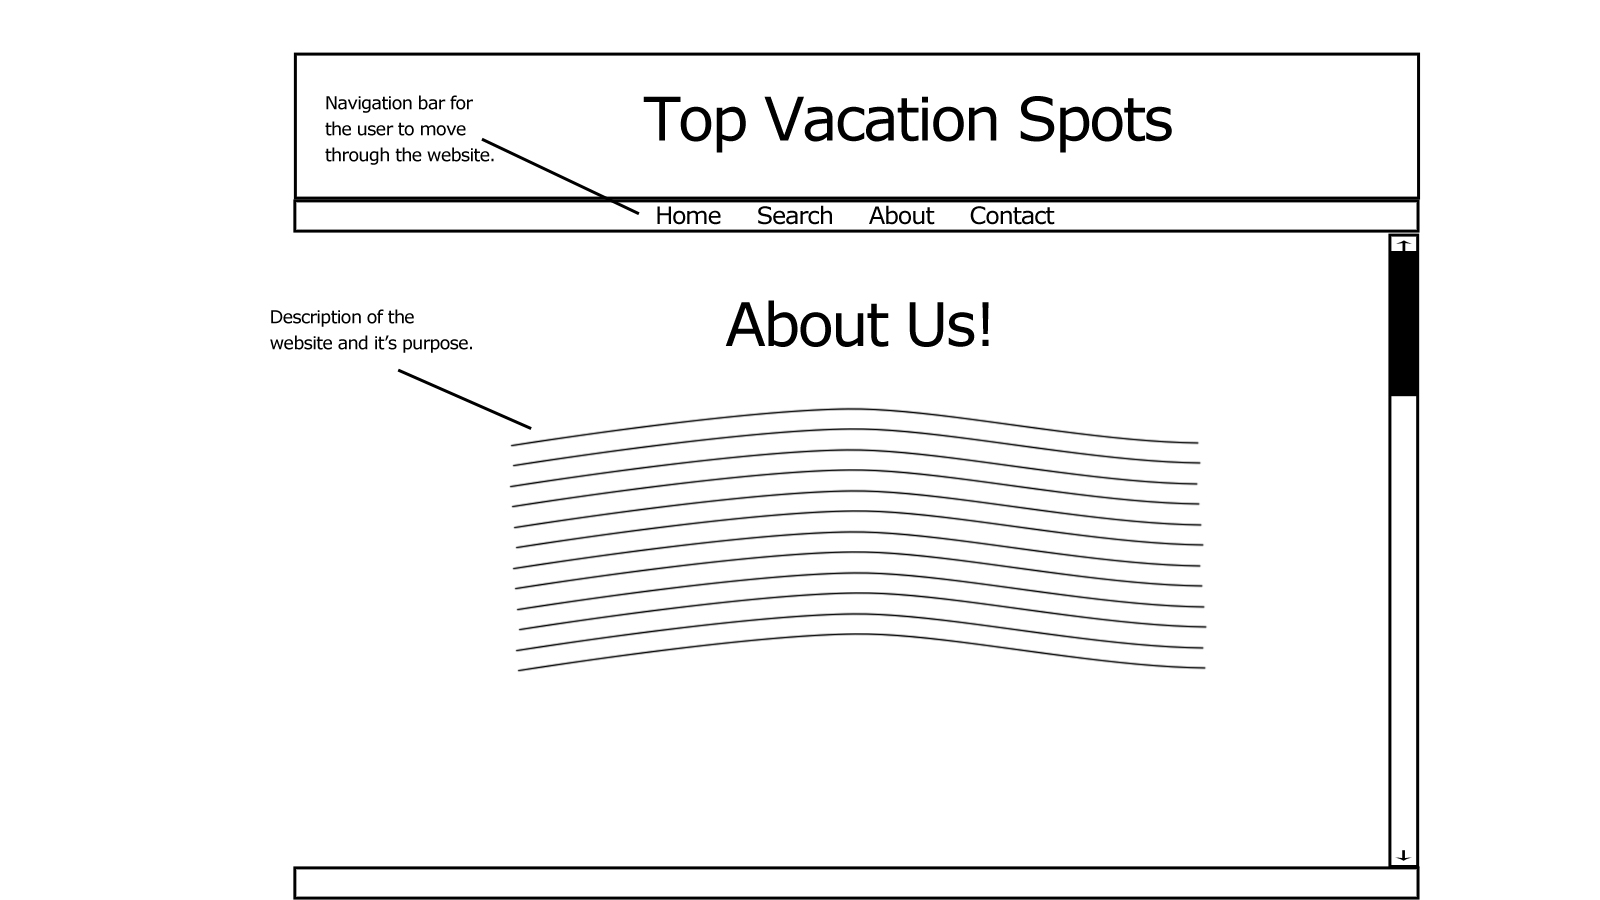 Navigation bar for
the user to move
through the website.
Top Vacation Spots
Home Search About Contact
About Us!
Description of the
website and it’s purpose.